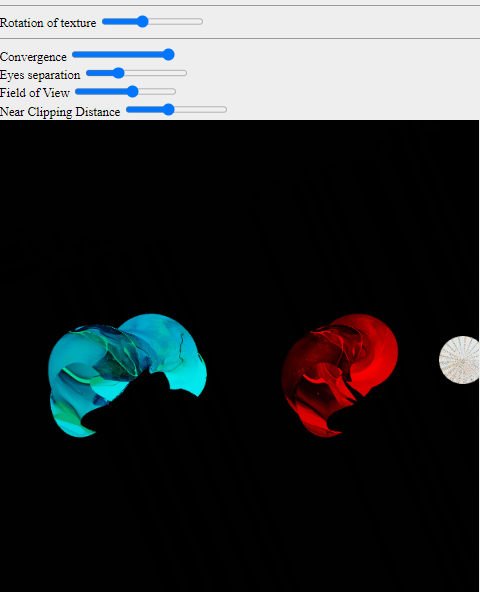 Rotation of texture
Convergence
Eyes separation
Field of View
Near Clipping Distance